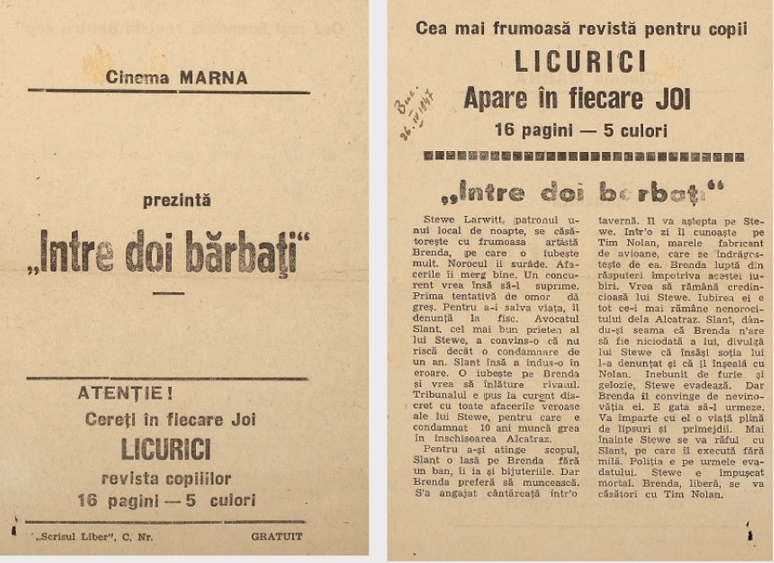 Cinema MARNA
prezintă
„Intre doi bărbaţi“
ATENŢIE!
Cereţi în fiecare Joi
LICURICI
revista copiiilor
16 pagini — 5 culori
„Scrisul Liber“, C. Nr.
GRATUIT
Cea mai frumoasă revistă pentru copii
LICURICI
Apare în fiecare JOI
16 pagini — 5 culori
Buc.
26.IV.1947
„Intre doi bărbaţi“
Stewe Larwitt, patronul u-
nui local de noapte, se căsă-
toreşte cu frumoasa artistă
Brenda, pe care o iubeşte
mult. Norocul îi surâde. Afa-
cerile îi merg bine. Un concu-
rent vrea însă să-l suprime.
Prima tentativă de omor dă
greş. Pentru a-i salva viaţa, îl
denunţă la fisc. Avocatul
Slant, cel mai bun prieten al
lui Stewe, a convins-o că nu
riscă decât o condamnare de
un an. Slant însă a indus-o în
eroare. O iubeşte pe Brenda
şi vrea să înlăture rivalul.
Tribunalul e pus la curent dis-
cret cu toate afacerile veroase
ale lui Stewe, pentru care e
condamnat 10 ani muncă grea
în închisoarea Alcatraz.
Pentru a-şi atinge scopul,
Slant o lasă pe Brenda fără
un ban, îi ia şi bijuteriile. Dar
Brenda preferă să muncească.
S'a angajat cântăreaţă intr'o
tavernă. Il va aştepta pe Ste-
we. Intr'o zi îl cunoaşte pe
Tim Nolan, marele fabricant
de avioane, care se îndrăgos-
teşte de ea. Brenda luptă din
răsputeri împotriva acestei iu-
biri. Vrea să rămână credin-
cioasă lui Stewe. Iubirea ei e
tot ce-i mai rămâne nenoroci-
tului dela Alcatraz. Slant, dân-
du-şi seama că Brenda n'are
să fie niciodată a lui, divulgă
lui Stewe că însăşi soţia lui
l-a denunţat şi că îl înşeală cu
Nolan. Inebunit de furie şi
gelozie, Stewe evadează. Dar
Brenda îl convinge de nevino-
văţia ei. E gata să-l urmeze.
Va împarte cu el o viaţă plină
de lipsuri şi primejdii. Mai
înainte Stewe se va răfui cu
Slant, pe care îl execută fără
milă. Poliţia e pe urmele eva-
datului. Stewe e împuşcat
mortal. Brenda, liberă, se va
căsători cu Tim Nolan.